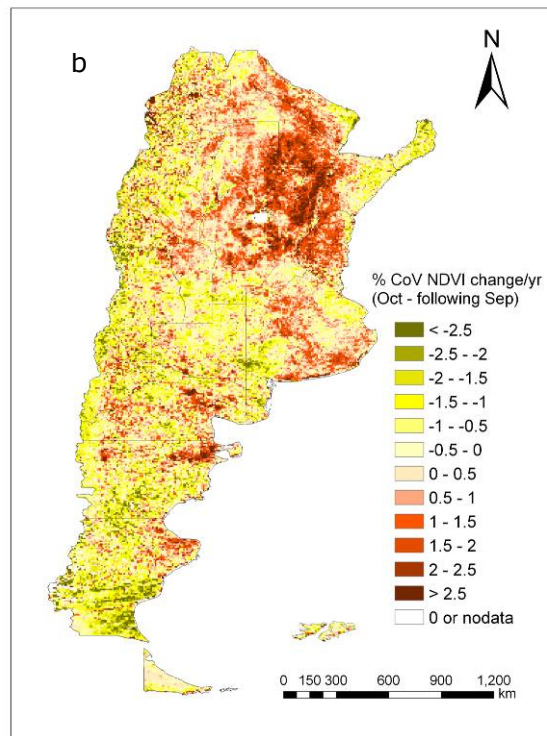 b
N
% CoV NDVI change/yr
(Oct - following Sep)
< -2.5
-2.5 - -2
-2 - -1.5
-1.5 - -1
-1 - -0.5
-0.5 - 0
0 - 0.5
0.5 - 1
1 - 1.5
1.5 - 2
2 - 2.5
> 2.5
0 or nodata
0 150 300 600 900 1,200
km